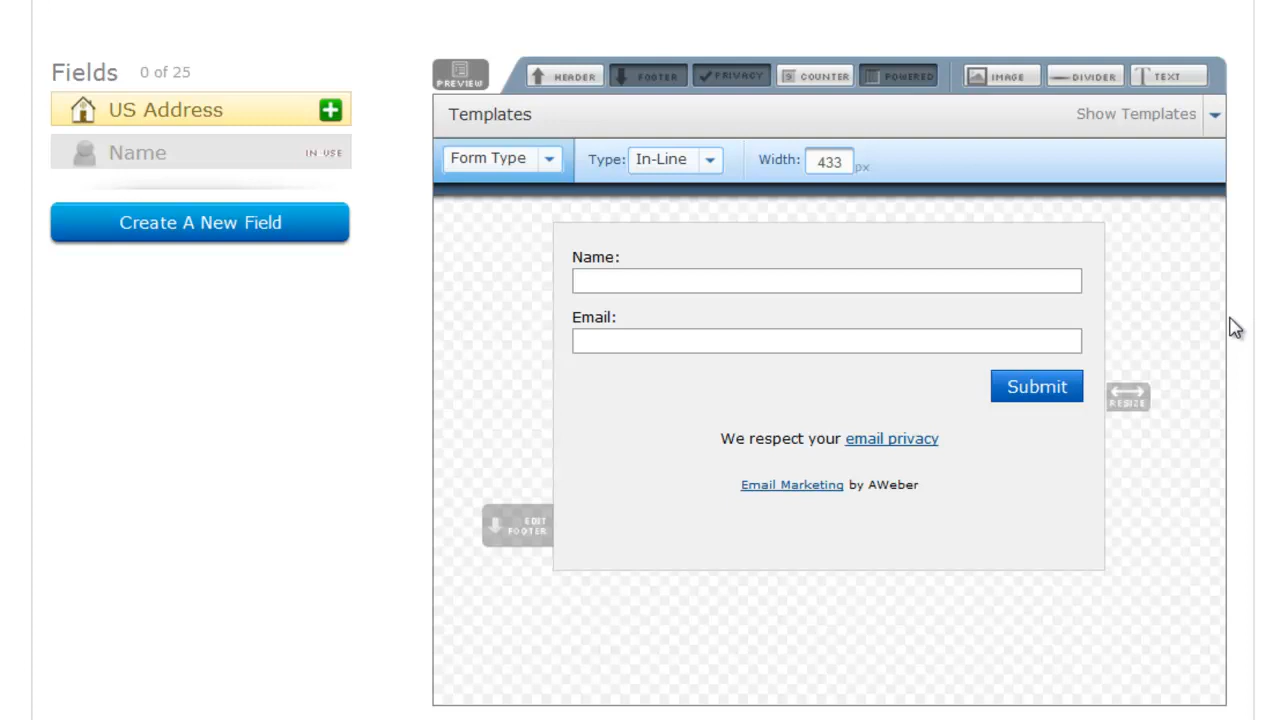 Fields 0 of 25
US Address
Name IN-USE
Create A New Field
PREVIEW
HEADER FOOTER PRIVACY COUNTER POWERED IMAGE DIVIDER TEXT
Templates Show Templates
Form Type Type: In-Line Width: 433 px
Name:
Email:
Submit
RESIZE
We respect your email privacy
Email Marketing by AWeber
EDIT
FOOTER